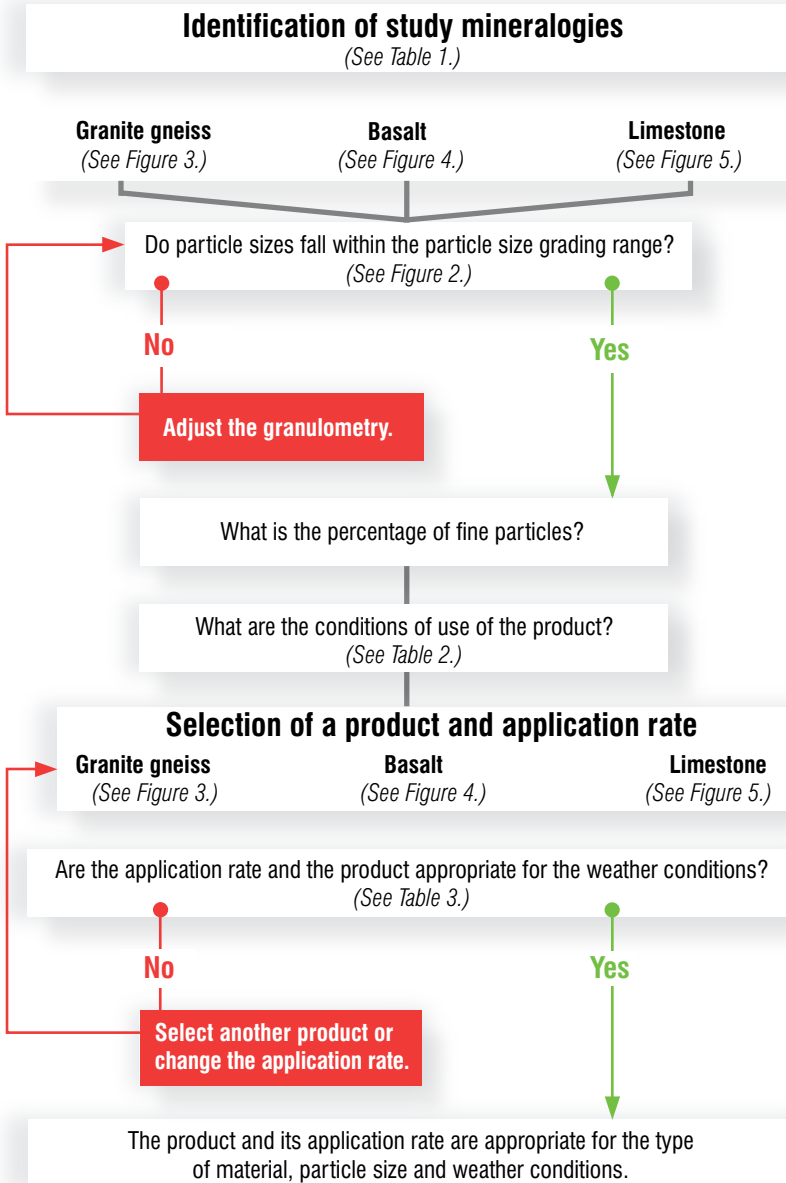 Identification of study mineralogies
(See Table 1.)
Granite gneiss
(See Figure 3.)
Basalt
(See Figure 4.)
Limestone
(See Figure 5.)
Do particle sizes fall within the particle size grading range?
(See Figure 2.)
No
Yes
Adjust the granulometry.
What is the percentage of fine particles?
What are the conditions of use of the product?
(See Table 2.)
Selection of a product and application rate
Granite gneiss
(See Figure 3.)
Basalt
(See Figure 4.)
Limestone
(See Figure 5.)
Are the application rate and the product appropriate for the weather conditions?
(See Table 3.)
No
Yes
Select another product or
change the application rate.
The product and its application rate are appropriate for the type
of material, particle size and weather conditions.